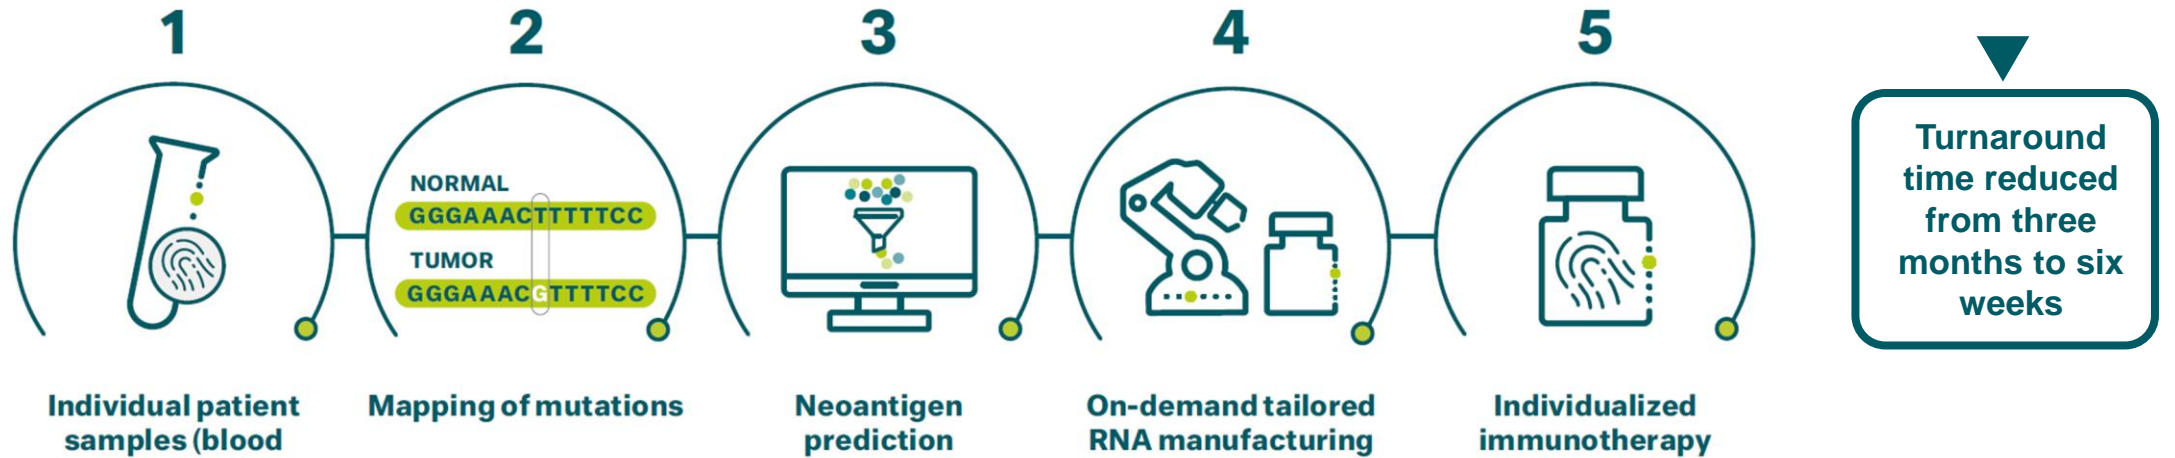 1
2
3
4
5
NORMAL
GGGAAACTTTTTCC
TUMOR
GGGAAACGTTTTCC
Individual patient
samples (blood
Mapping of mutations
Neoantigen
prediction
On-demand tailored
RNA manufacturing
Individualized
immunotherapy
Turnaround
time reduced
from three
months to six
weeks